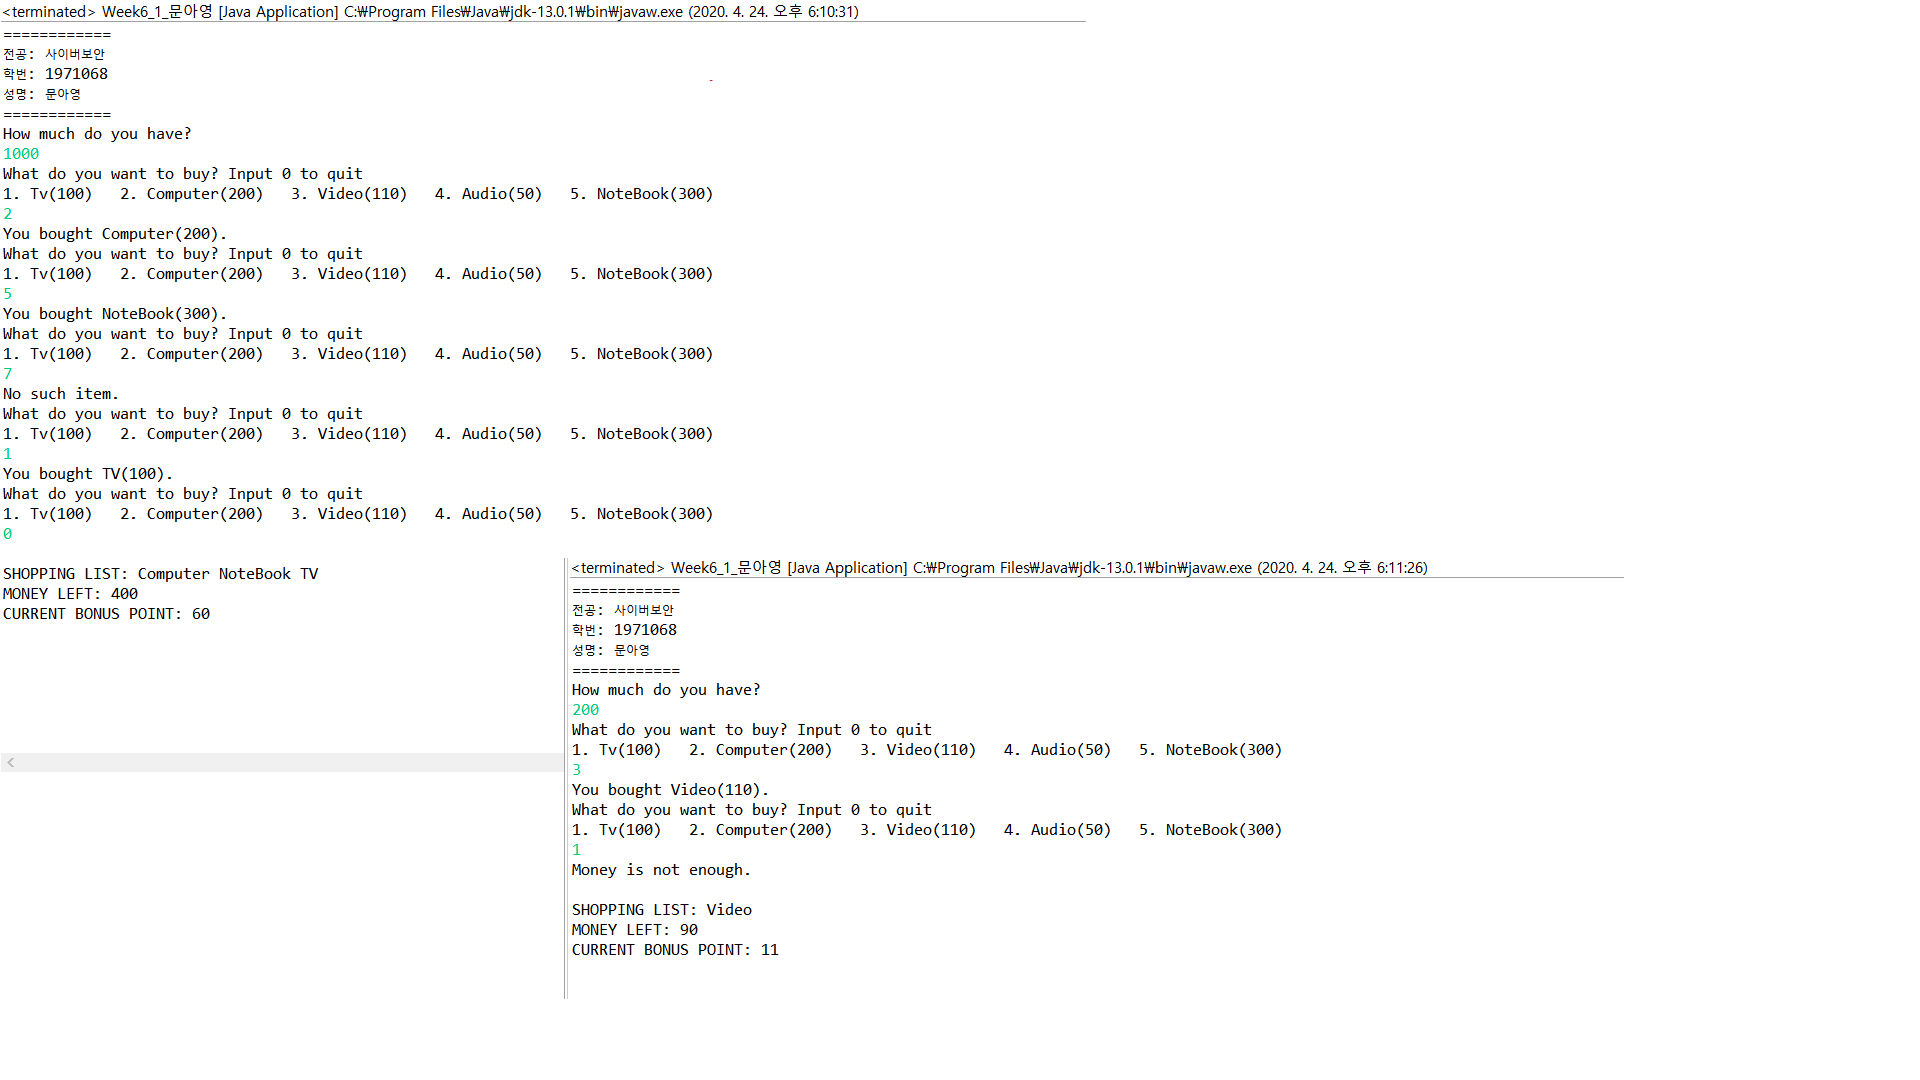 <terminated> Week6_1_문아영 [Java Application] C:₩Program Files₩Java₩jdk-13.0.1₩bin₩javaw.exe (2020. 4. 24. 오후 6:10:31)
============
전공: 사이버보안
학번: 1971068
성명: 문아영
============
How much do you have?
1000
What do you want to buy? Input 0 to quit
1. Tv(100)   2. Computer(200)   3. Video(110)   4. Audio(50)   5. NoteBook(300)
2
You bought Computer(200).
What do you want to buy? Input 0 to quit
1. Tv(100)   2. Computer(200)   3. Video(110)   4. Audio(50)   5. NoteBook(300)
5
You bought NoteBook(300).
What do you want to buy? Input 0 to quit
1. Tv(100)   2. Computer(200)   3. Video(110)   4. Audio(50)   5. NoteBook(300)
7
No such item.
What do you want to buy? Input 0 to quit
1. Tv(100)   2. Computer(200)   3. Video(110)   4. Audio(50)   5. NoteBook(300)
1
You bought TV(100).
What do you want to buy? Input 0 to quit
1. Tv(100)   2. Computer(200)   3. Video(110)   4. Audio(50)   5. NoteBook(300)
0
SHOPPING LIST: Computer NoteBook TV
MONEY LEFT: 400
CURRENT BONUS POINT: 60
<terminated> Week6_1_문아영 [Java Application] C:₩Program Files₩Java₩jdk-13.0.1₩bin₩javaw.exe (2020. 4. 24. 오후 6:11:26)
============
전공: 사이버보안
학번: 1971068
성명: 문아영
============
How much do you have?
200
What do you want to buy? Input 0 to quit
1. Tv(100)   2. Computer(200)   3. Video(110)   4. Audio(50)   5. NoteBook(300)
3
You bought Video(110).
What do you want to buy? Input 0 to quit
1. Tv(100)   2. Computer(200)   3. Video(110)   4. Audio(50)   5. NoteBook(300)
1
Money is not enough.
SHOPPING LIST: Video
MONEY LEFT: 90
CURRENT BONUS POINT: 11